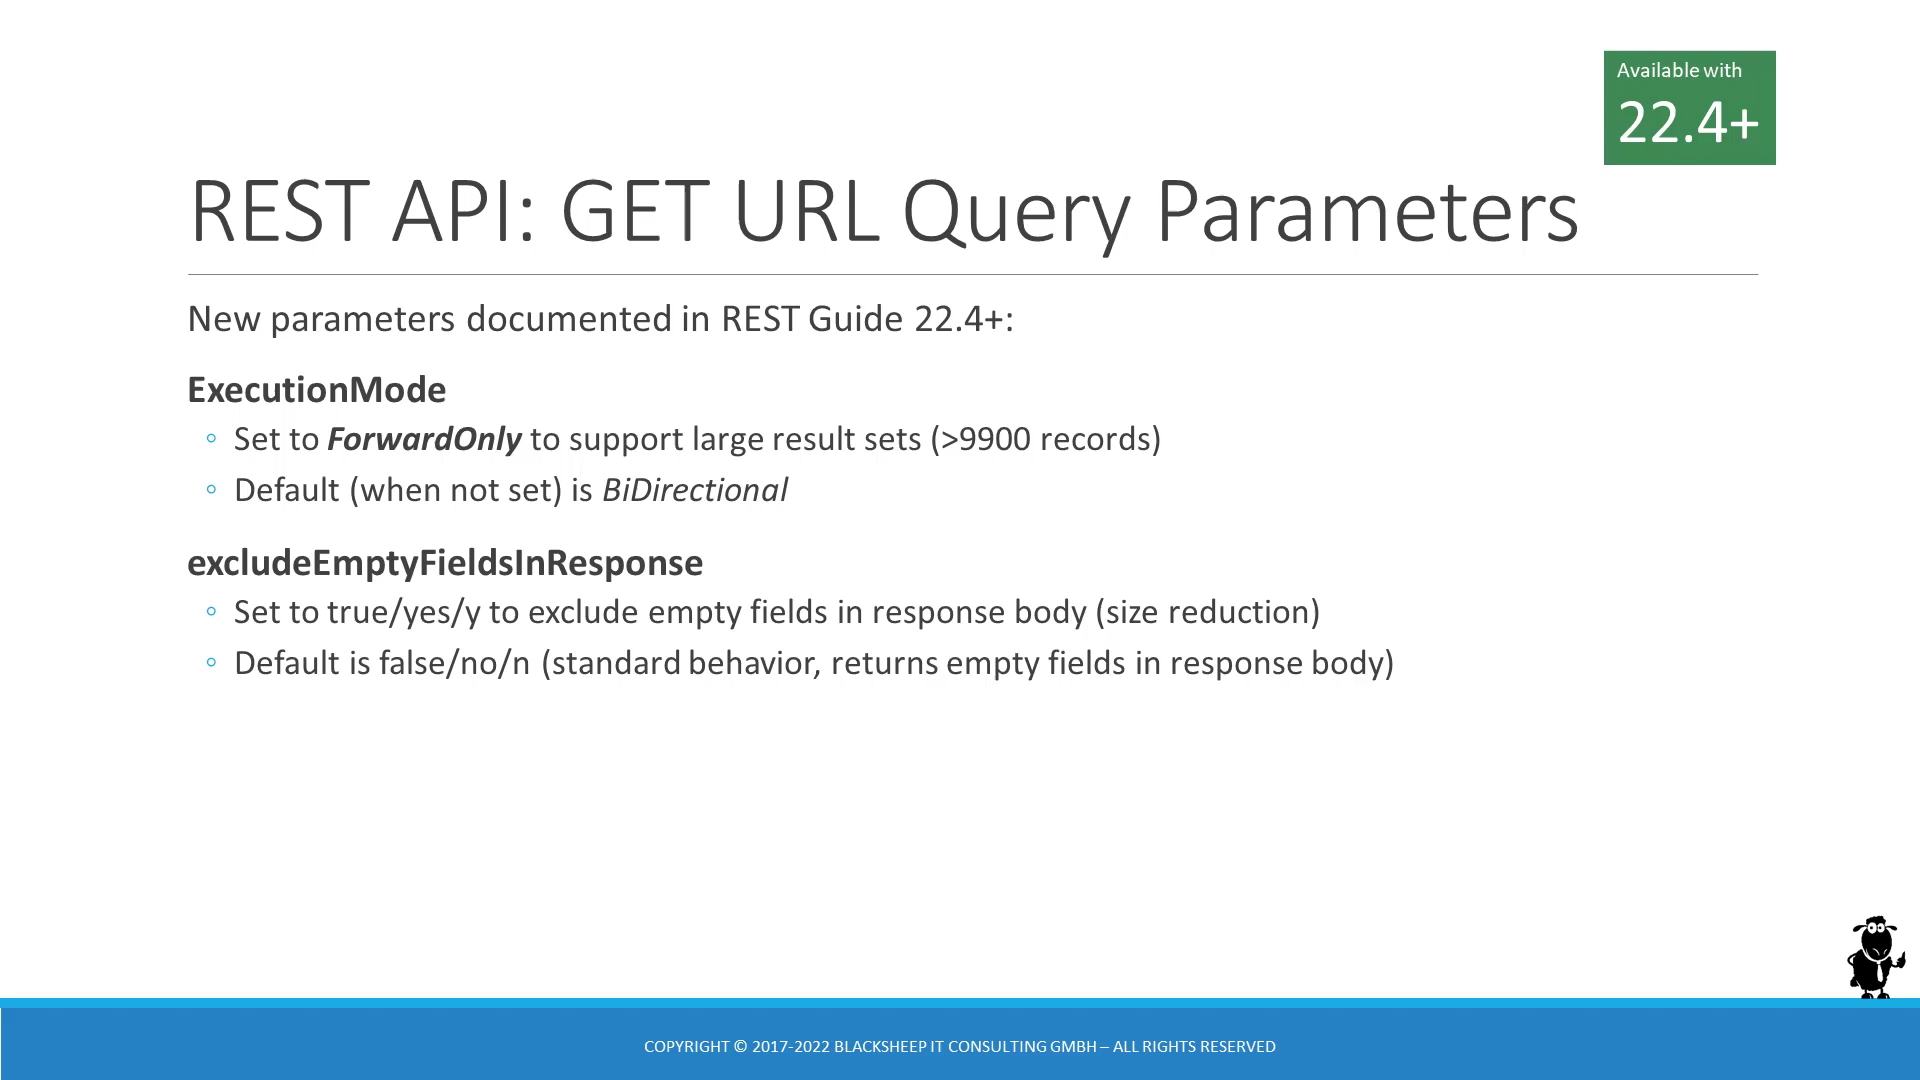 Available with
22.4+
REST API: GET URL Query Parameters
New parameters documented in REST Guide 22.4+:
ExecutionMode
◦ Set to ForwardOnly to support large result sets (>9900 records)
◦ Default (when not set) is BiDirectional
excludeEmptyFieldsInResponse
◦ Set to true/yes/y to exclude empty fields in response body (size reduction)
◦ Default is false/no/n (standard behavior, returns empty fields in response body)
COPYRIGHT © 2017-2022 BLACKSHEEP IT CONSULTING GMBH – ALL RIGHTS RESERVED